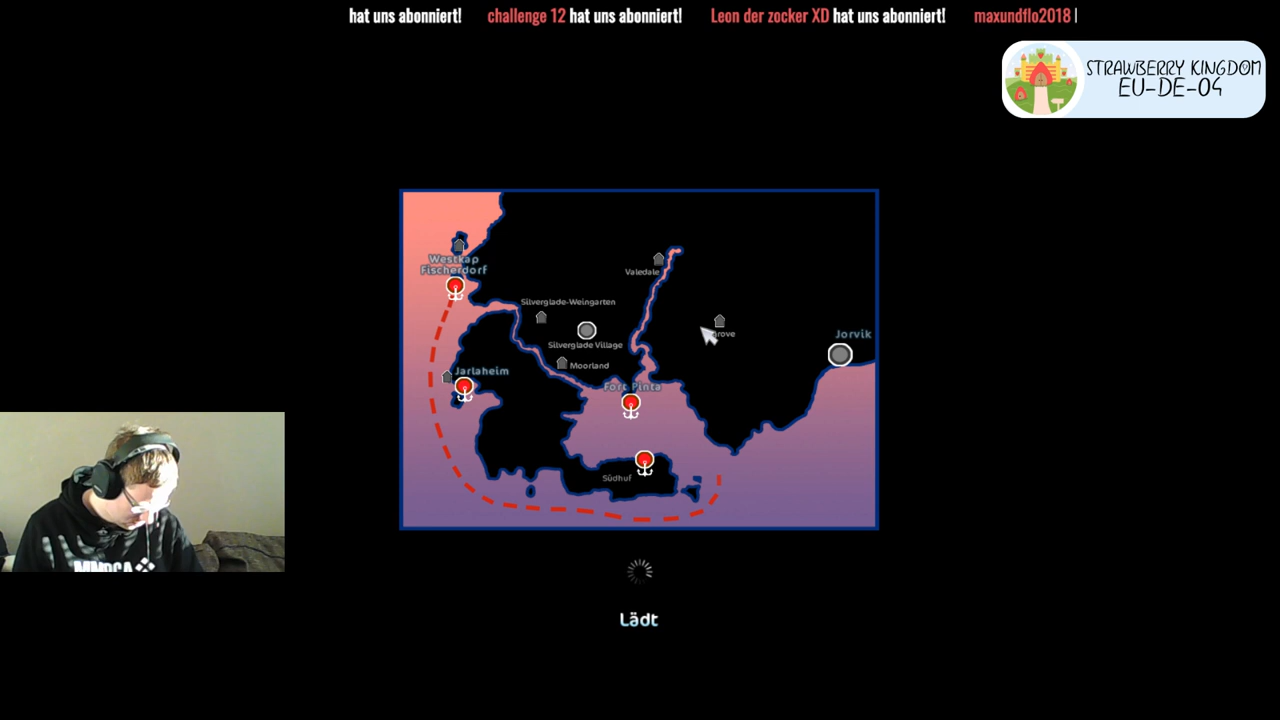 hat uns abonniert! challenge 12 hat uns abonniert! Leon der zocker XD hat uns abonniert! maxundflo2018
STRAWBERRY KINGDOM
EU-DE-04
Westkap
Fischerdorf
Valedale
Silverglade-Weingarten
Silverglade Village
Moorland
Jorvik
Jarlaheim
Fort Pinta
Südhuf
Lädt